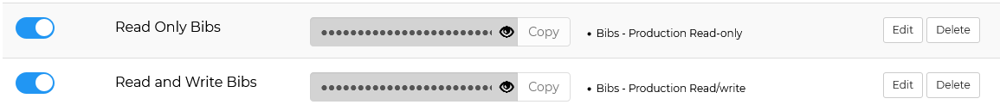 Read Only Bibs Copy • Bibs - Production Read-only Edit Delete
Read and Write Bibs Copy • Bibs - Production Read/write Edit Delete